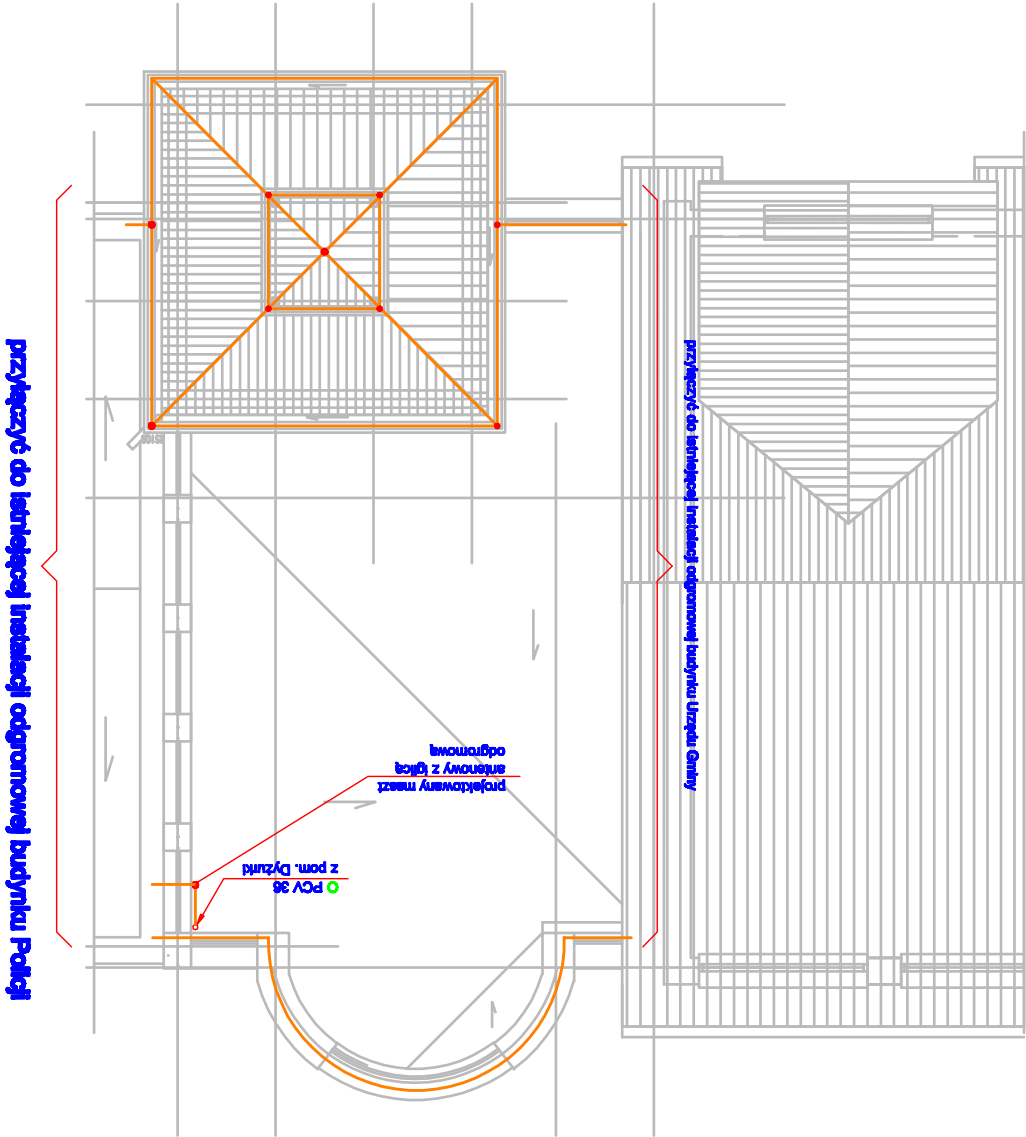 przyłączyć do istniejącej instalacji odgromowej budynku Policji
przyłączyć do istniejącej instalacji odgromowej budynku Urzędu Gminy
projektowany maszt
antenowy z iglicą
odgromową
PCV 36
z pom. Dyżurki